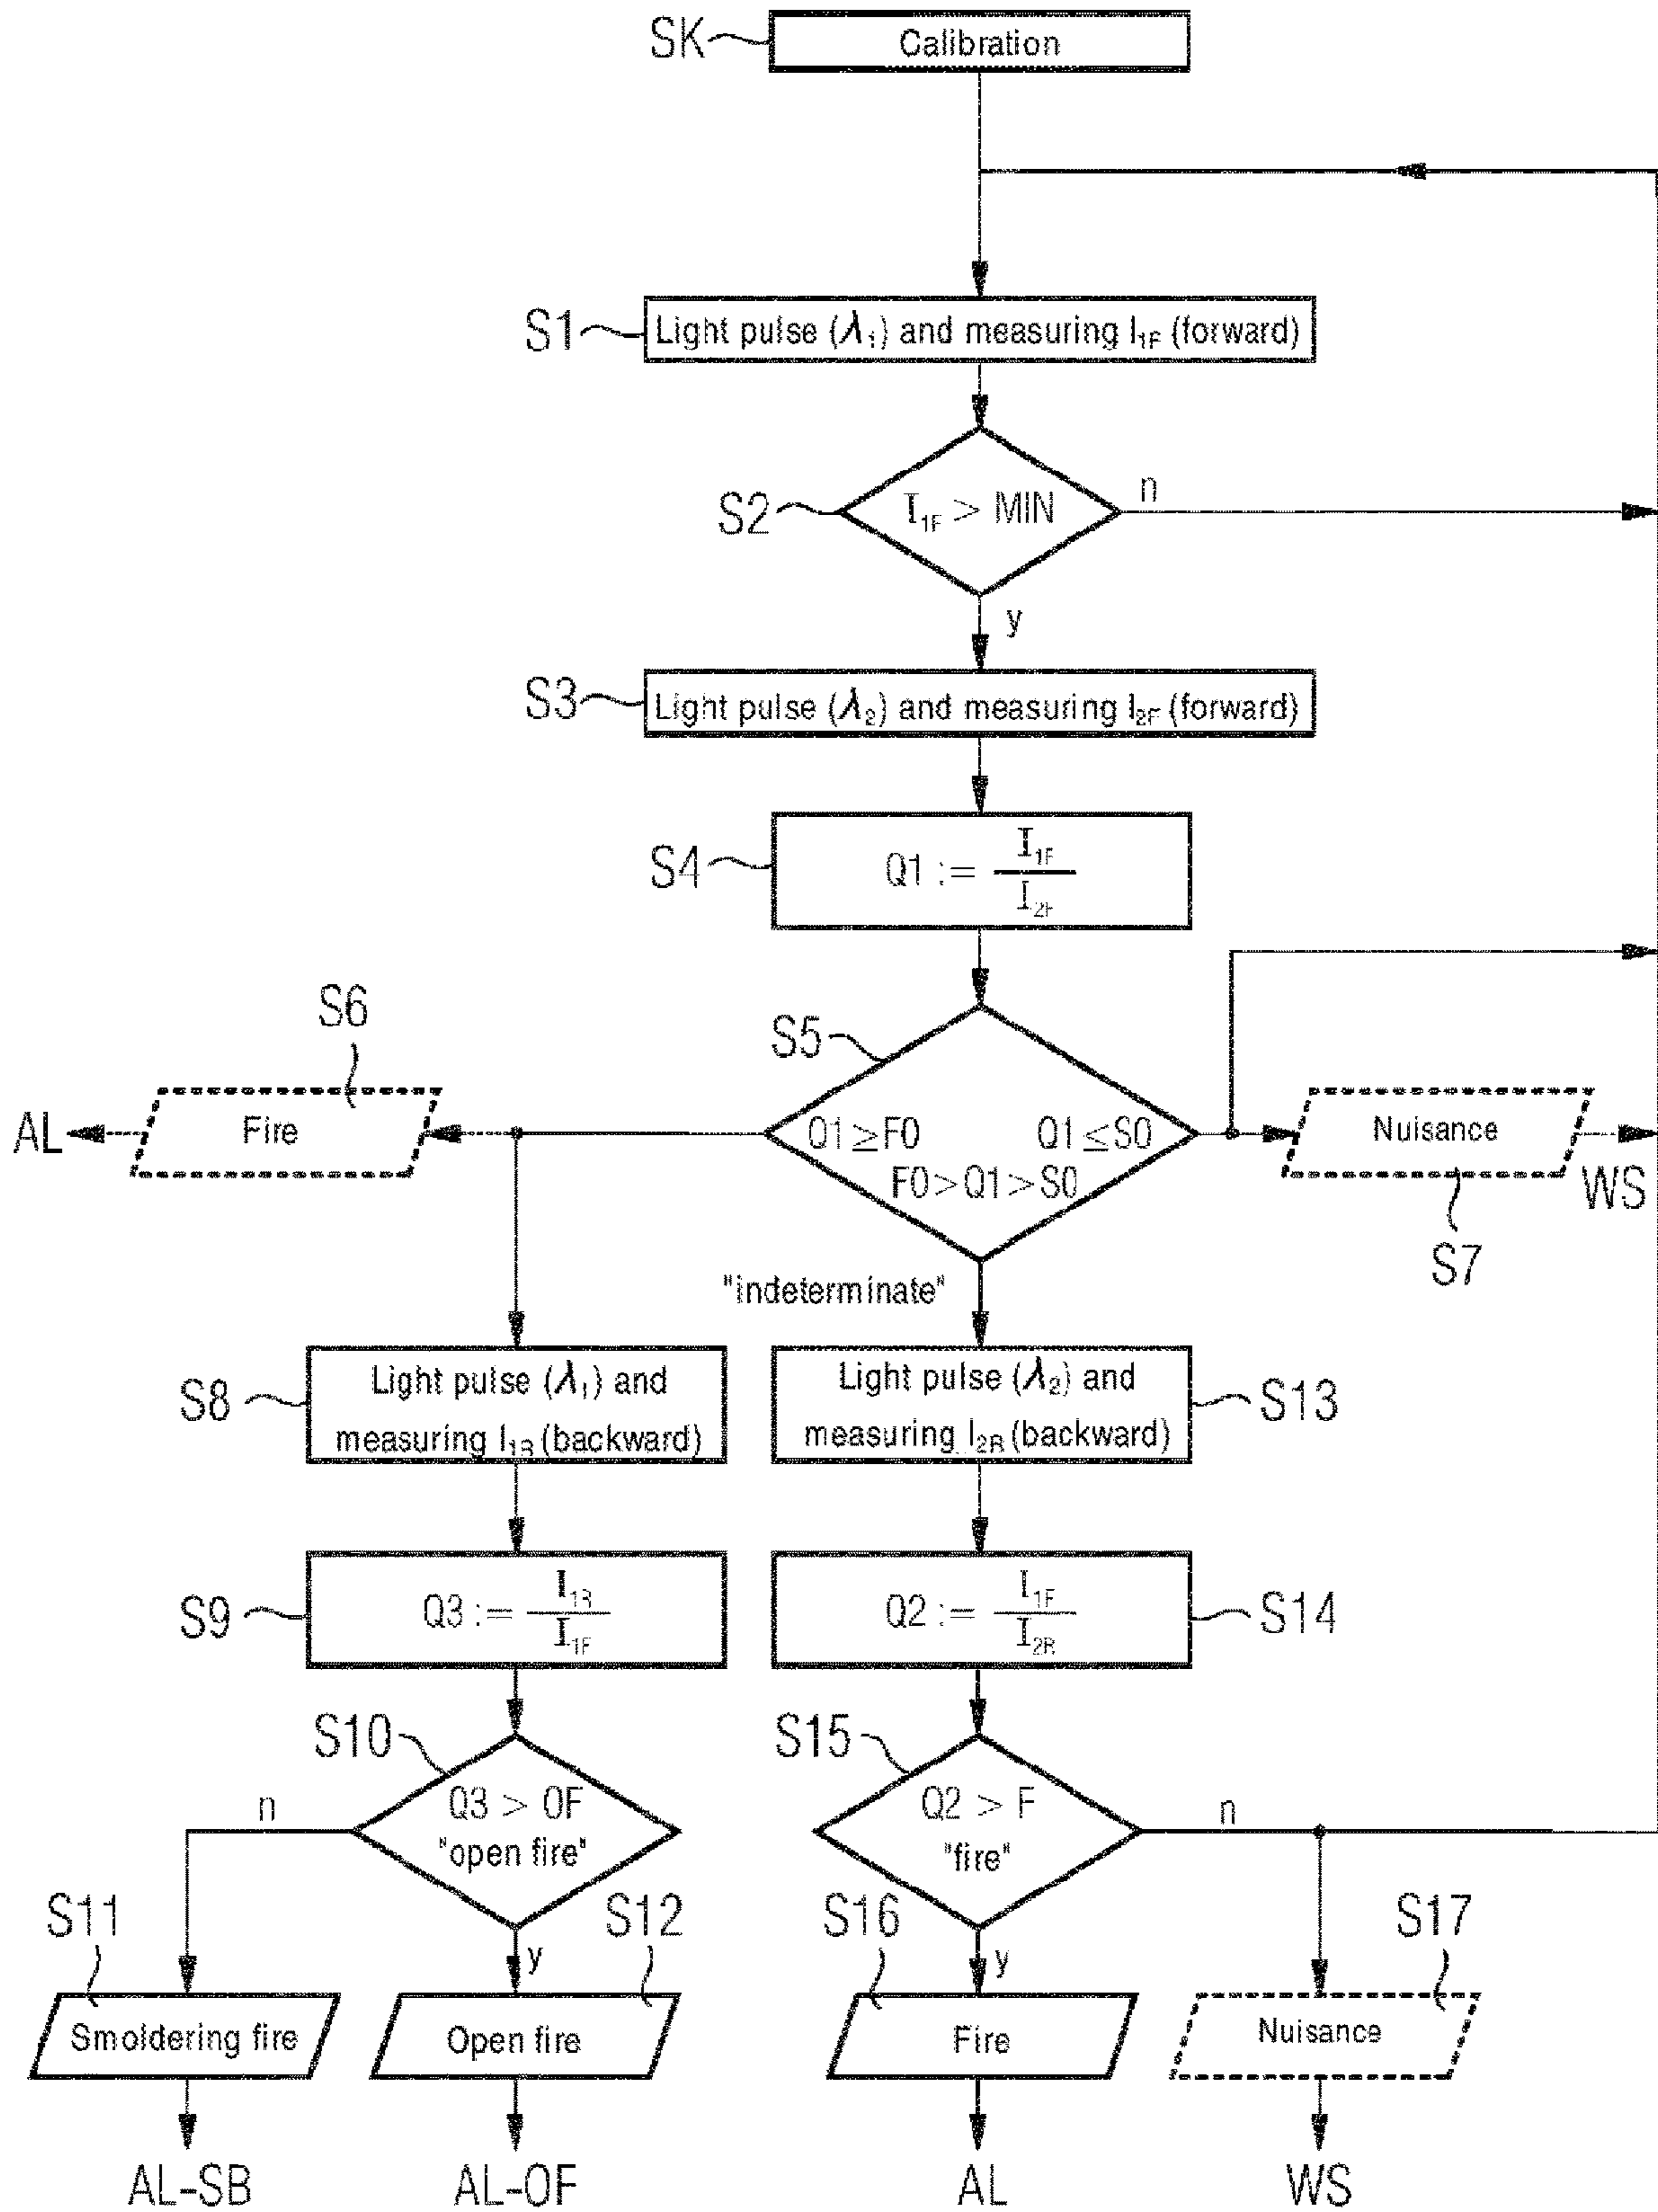 SK
Calibration
S1
Light pulse (λ₁) and measuring I₁F (forward)
S2
I₁F > MIN
n
y
S3
Light pulse (λ₂) and measuring I₂F (forward)
S4
Q1 := I₁F / I₂F
S5
S6
Fire
AL
Q1 ≥ F0
Q1 ≤ S0
F0 > Q1 > S0
Nuisance
WS
S7
"indeterminate"
S8
Light pulse (λ₁) and
measuring I₁R (backward)
Light pulse (λ₂) and
measuring I₂R (backward)
S13
S9
Q3 := I₁R / I₁F
Q2 := I₁F / I₂R
S14
S10
Q3 > OF
"open fire"
n
y
S15
Q2 > F
"fire"
n
y
S11
Smoldering fire
AL-SB
S12
Open fire
AL-OF
S16
Fire
AL
S17
Nuisance
WS